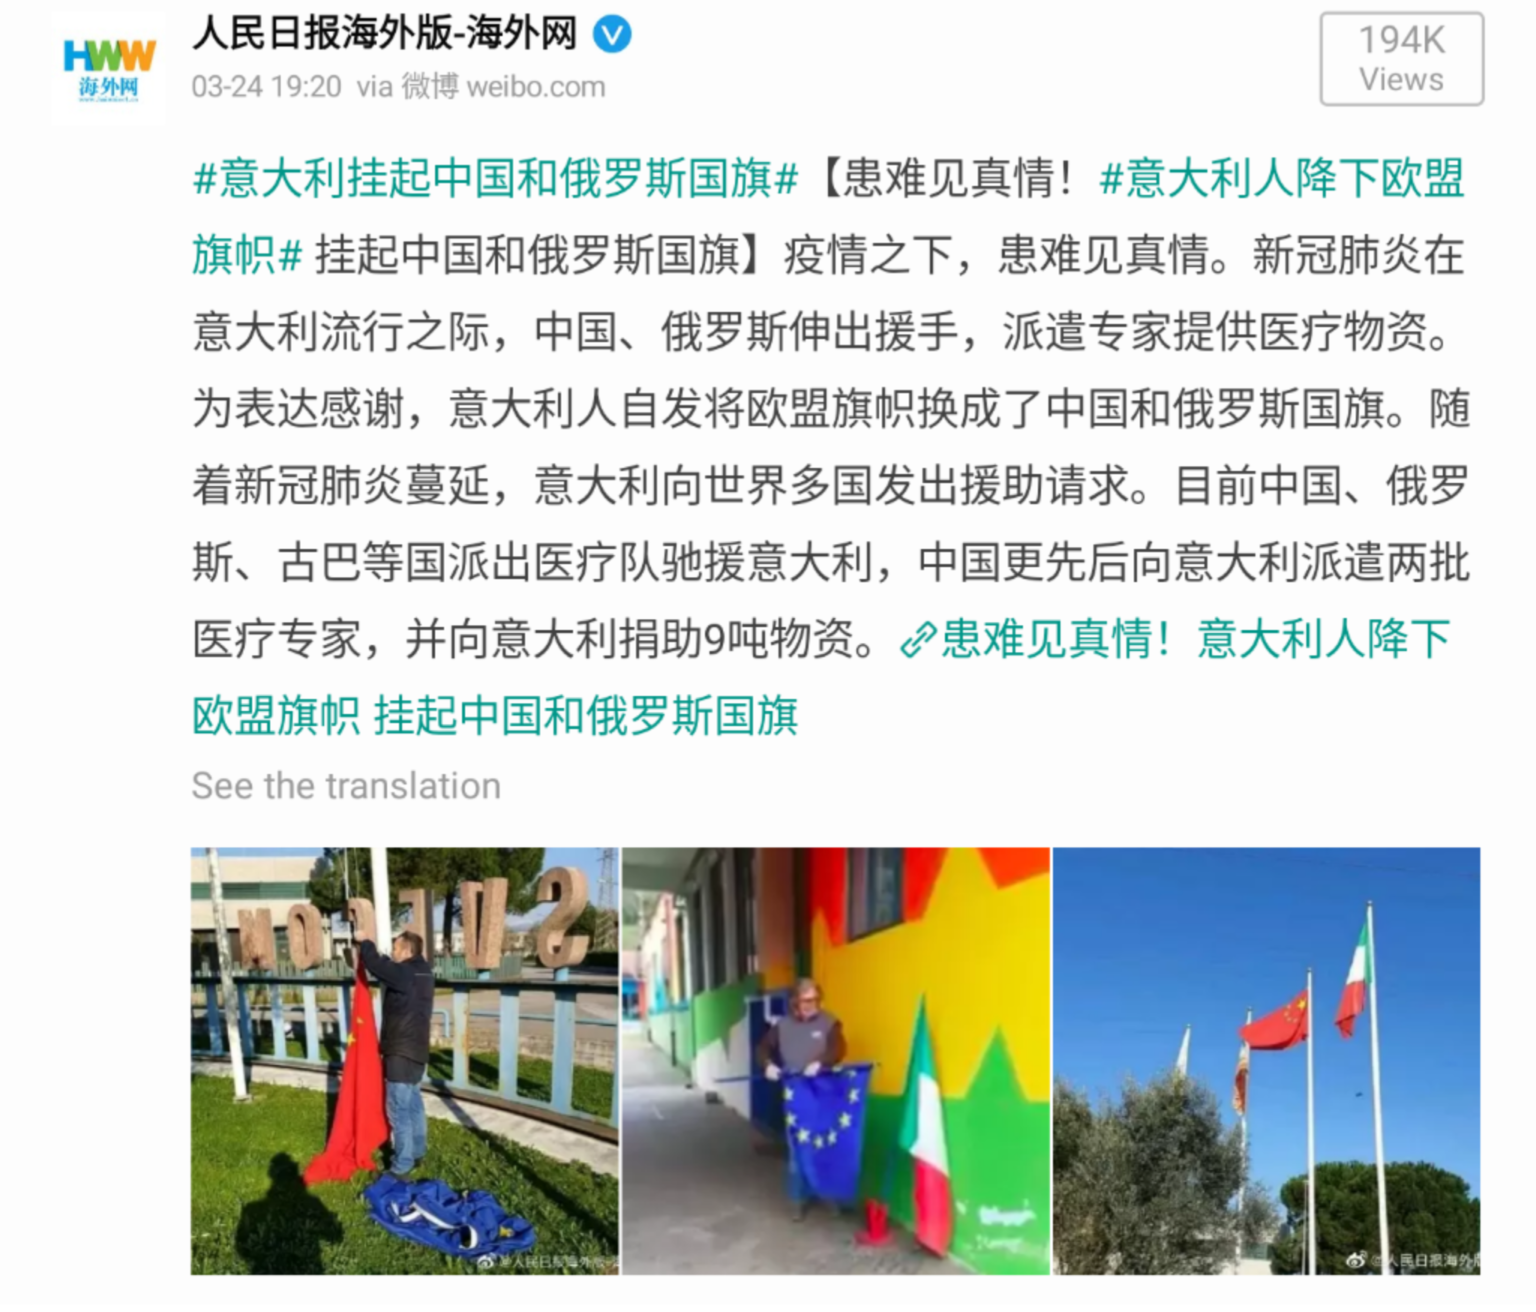 HWW
海外网
人民日报海外版-海外网
03-24 19:20 via 微博 weibo.com
194K
Views
#意大利挂起中国和俄罗斯国旗#【患难见真情！#意大利人降下欧盟
旗帜# 挂起中国和俄罗斯国旗】疫情之下，患难见真情。新冠肺炎在
意大利流行之际，中国、俄罗斯伸出援手，派遣专家提供医疗物资。
为表达感谢，意大利人自发将欧盟旗帜换成了中国和俄罗斯国旗。随
着新冠肺炎蔓延，意大利向世界多国发出援助请求。目前中国、俄罗
斯、古巴等国派出医疗队驰援意大利，中国更先后向意大利派遣两批
医疗专家，并向意大利捐助9吨物资。患难见真情！意大利人降下
欧盟旗帜 挂起中国和俄罗斯国旗
See the translation
@人民日报海外版
@人民日报海外版